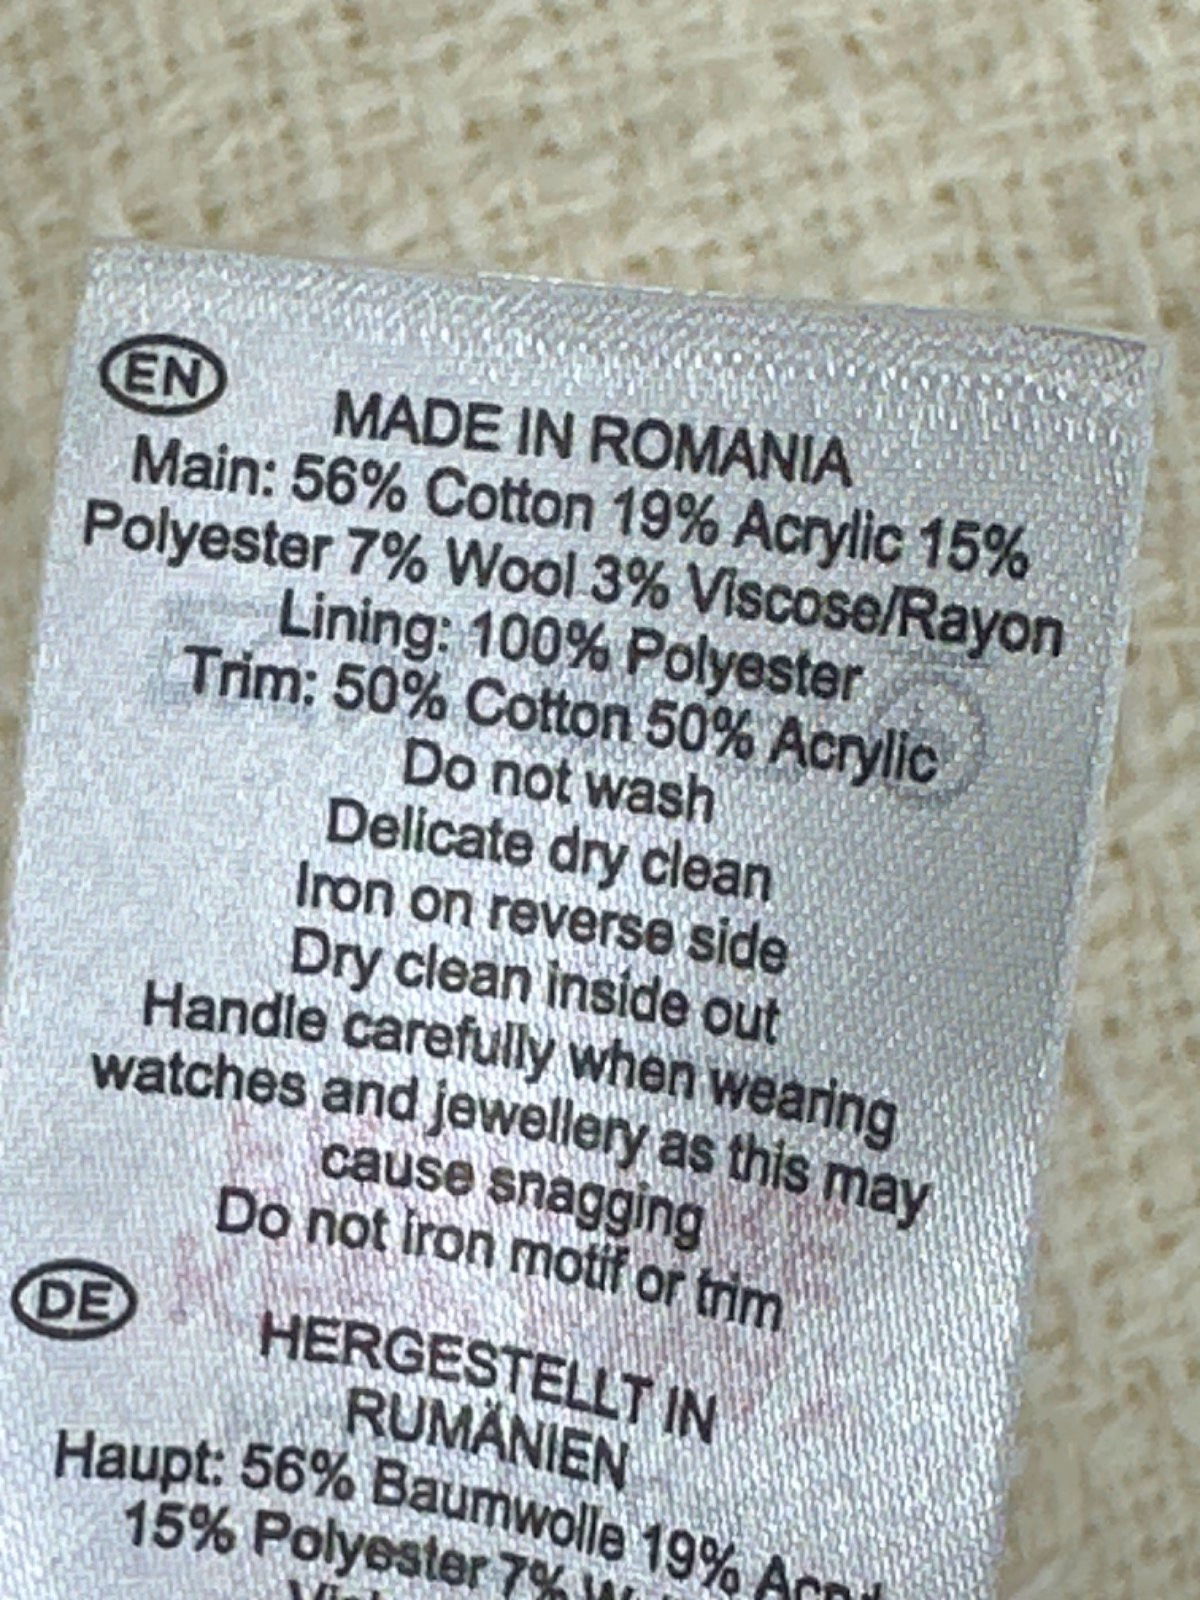 EN
MADE IN ROMANIA
Main: 56% Cotton 19% Acrylic 15%
Polyester 7% Wool 3% Viscose/Rayon
Lining: 100% Polyester
Trim: 50% Cotton 50% Acrylic
Do not wash
Delicate dry clean
Iron on reverse side
Dry clean inside out
Handle carefully when wearing
watches and jewellery as this may
cause snagging
Do not iron motif or trim
DE
HERGESTELLT IN
RUMÄNIEN
Haupt: 56% Baumwolle 19%
15% Polyester 7%